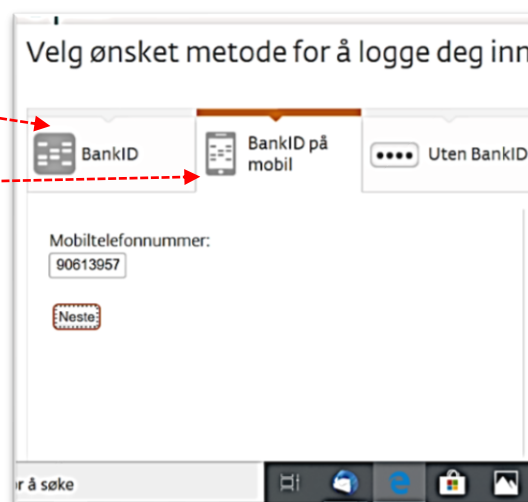 Velg ønsket metode for å logge deg inn
BankID
BankID på
mobil
Uten BankID
Mobiltelefonnummer:
90613957
Neste
r å søke